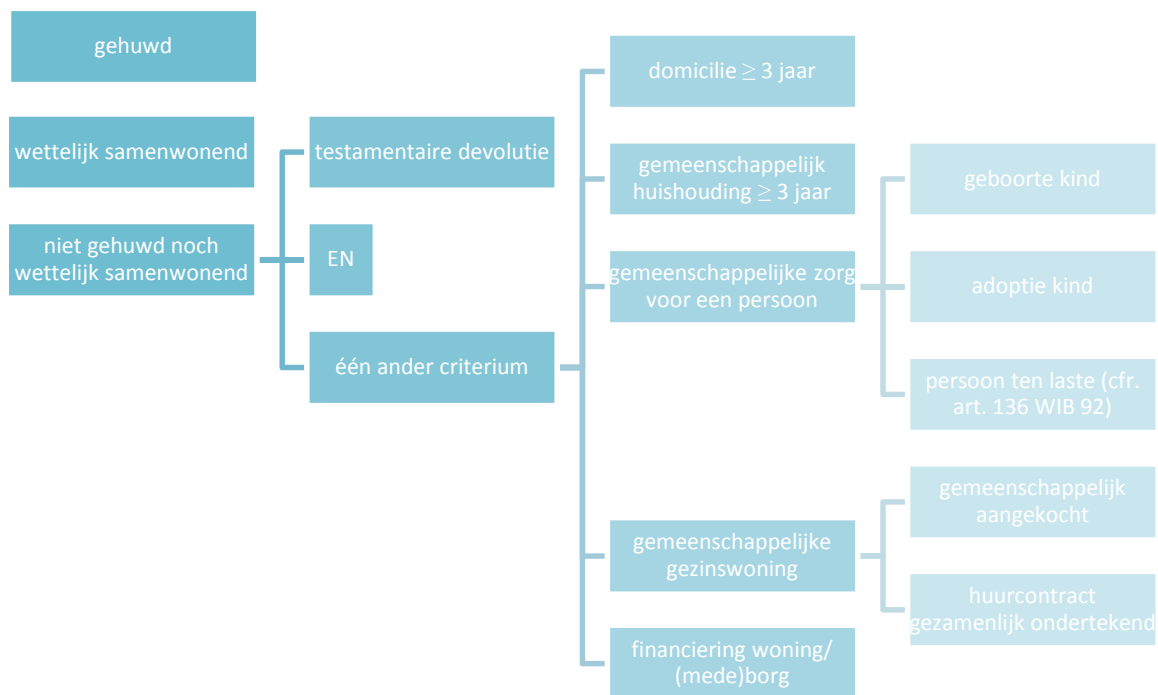 gehuwd
wettelijk samenwonend
niet gehuwd noch
wettelijk samenwonend
testamentaire devolutie
EN
één ander criterium
domicilie ≥ 3 jaar
gemeenschappelijk
huishouding ≥ 3 jaar
gemeenschappelijke zorg
voor een persoon
geboorte kind
adoptie kind
persoon ten laste (cfr.
art. 136 WIB 92)
gemeenschappelijke
gezinswoning
gemeenschappelijk
aangekocht
huurcontract
gezamenlijk ondertekend
financiering woning/
(mede)borg